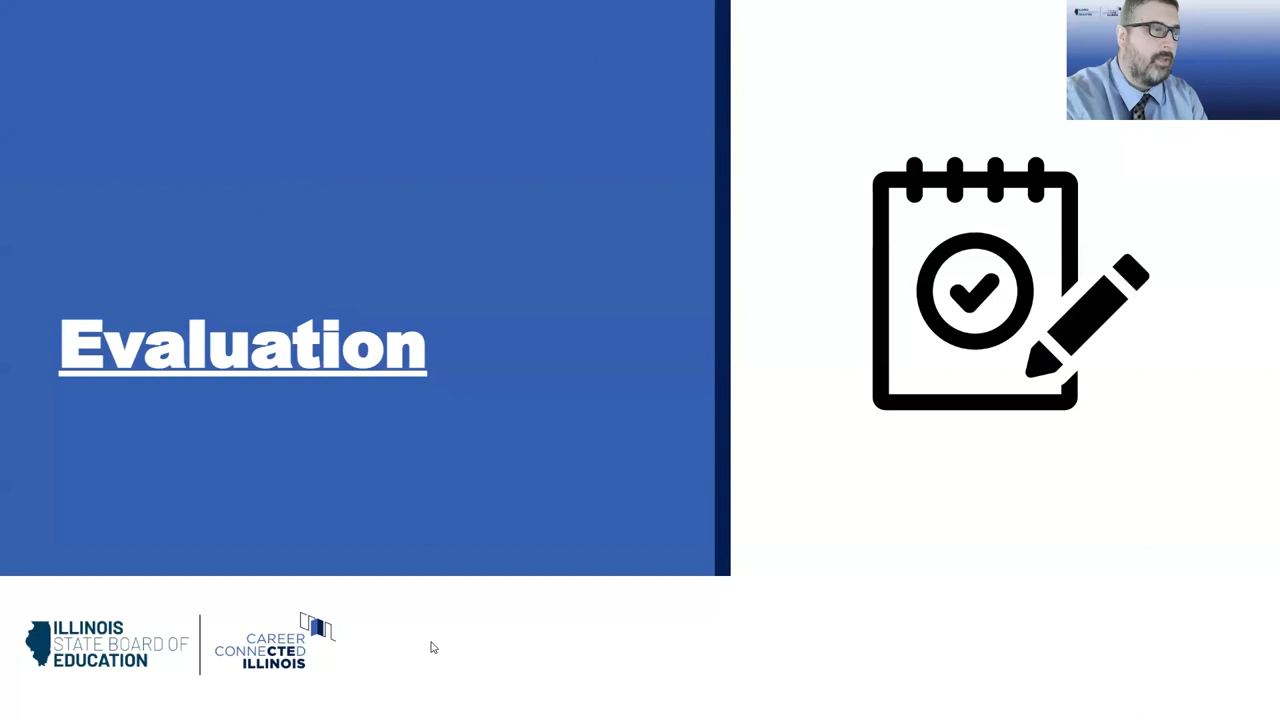 Evaluation
ILLINOIS
STATE BOARD OF
EDUCATION
CAREER
CONNECTED
ILLINOIS